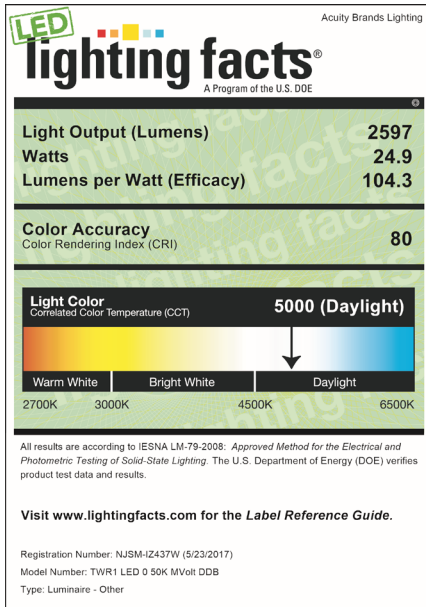 Acuity Brands Lighting
LED
lighting facts®
A Program of the U.S. DOE
Light Output (Lumens) 2597
Watts 24.9
Lumens per Watt (Efficacy) 104.3
Color Accuracy
Color Rendering Index (CRI) 80
Light Color
Correlated Color Temperature (CCT) 5000 (Daylight)
Warm White Bright White Daylight
2700K 3000K 4500K 6500K
All results are according to IESNA LM-79-2008: Approved Method for the Electrical and
Photometric Testing of Solid-State Lighting. The U.S. Department of Energy (DOE) verifies
product test data and results.
Visit www.lightingfacts.com for the Label Reference Guide.
Registration Number: NJSM-IZ437W (5/23/2017)
Model Number: TWR1 LED 0 50K MVolt DDB
Type: Luminaire - Other